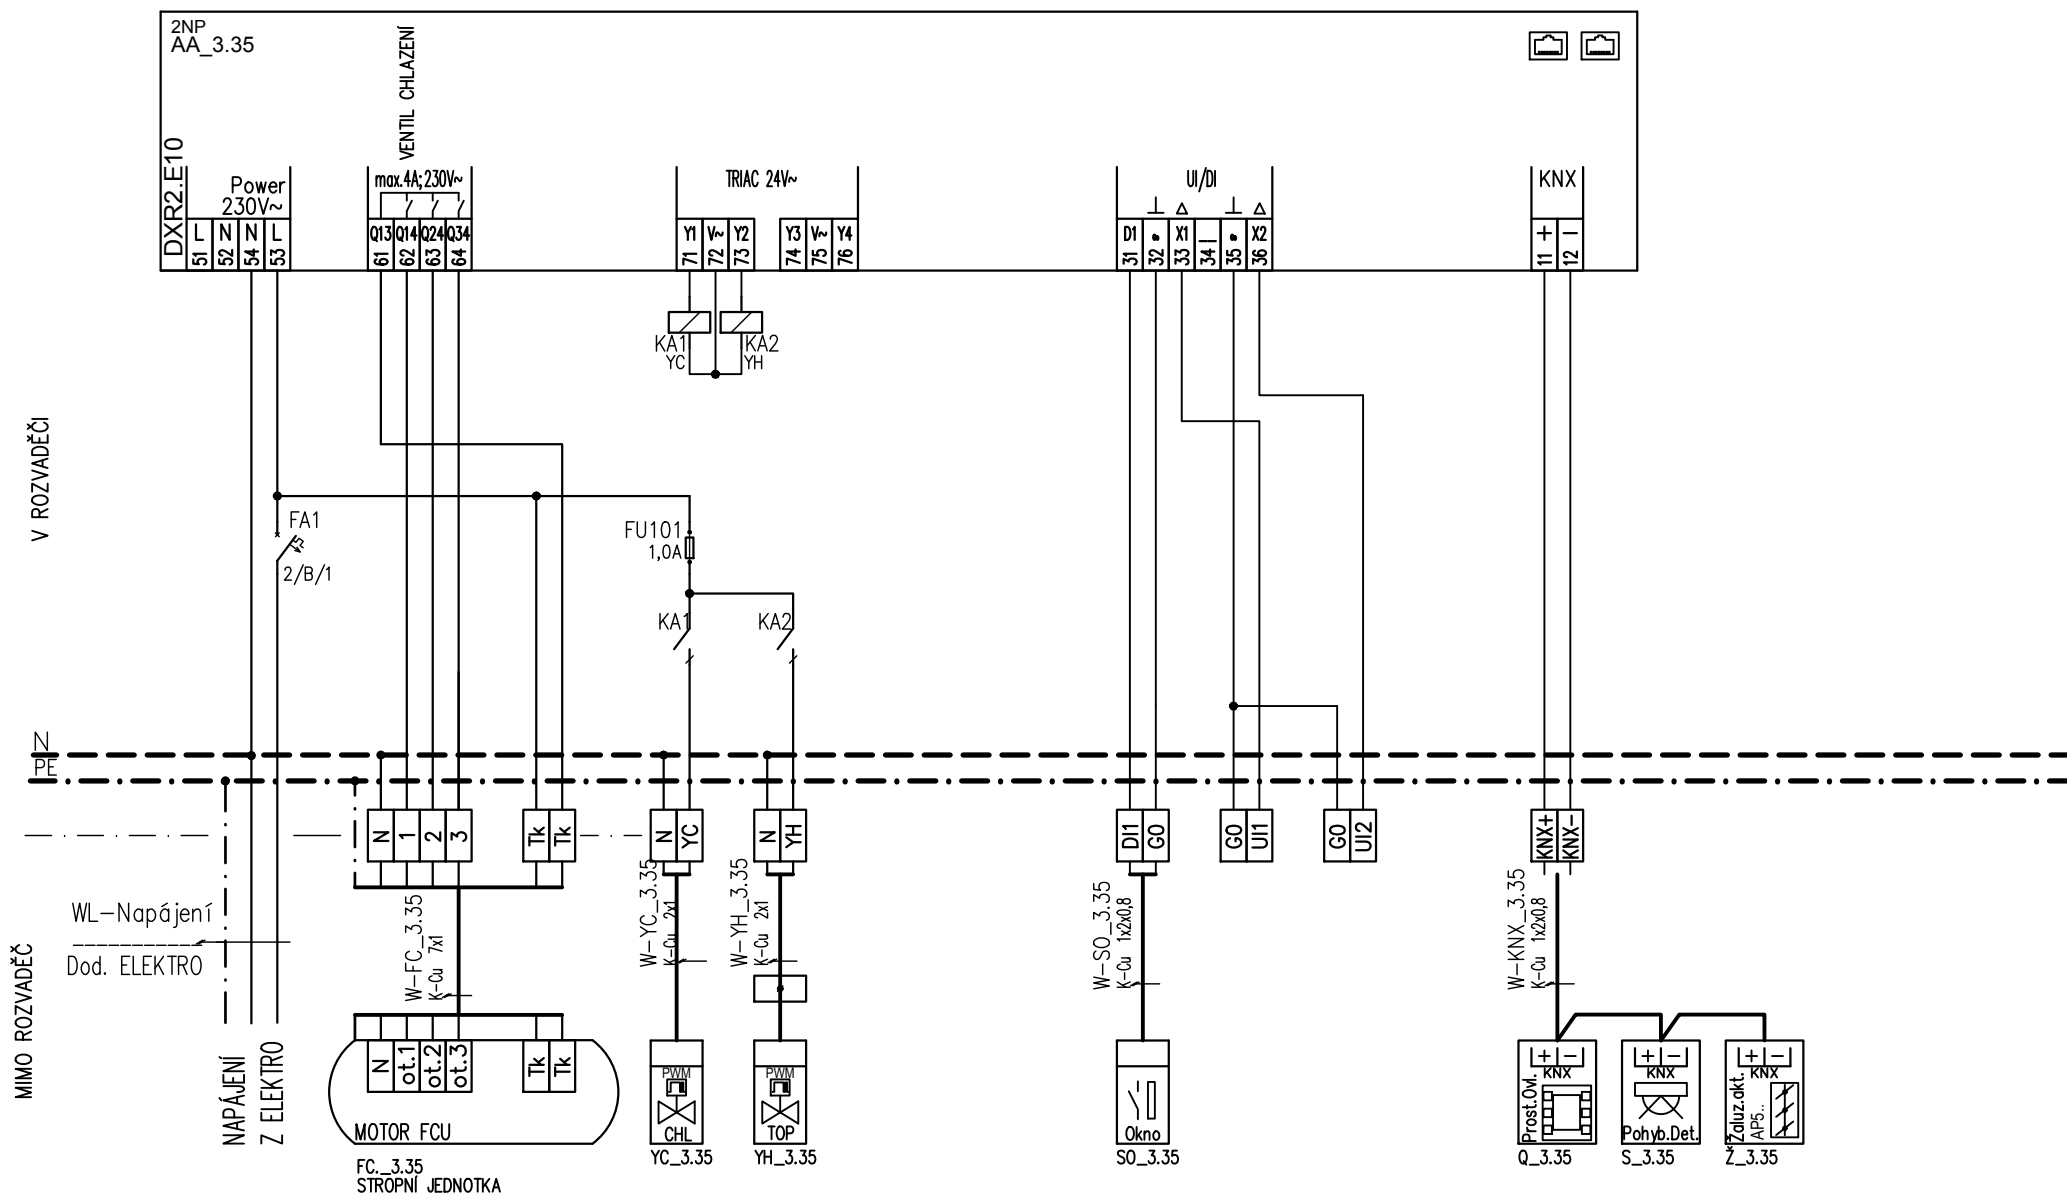 2NP
AA_3.35
DXR2.E10
VENTIL CHLAZENÍ
Power
230V~
max.4A;230V~
TRIAC 24V~
UI/DI
KNX
L N N L
51 52 54 53
Q13 Q14 Q24 Q34
61 62 63 64
Y1 V~ Y2
71 72 73
Y3 V~ Y4
74 75 76
D1 X1 X2
31 32 33 34 35 36
+ −
11 12
KA1
YC
KA2
YH
V ROZVADĚČI
FA1
2/B/1
FU101
1,0A
KA1
KA2
N
PE
N 1 2 3
Tk Tk
N YC
N YH
DI1 GO
GO UI1
GO UI2
KNX+ KNX-
MIMO ROZVADĚČ
WL-Napájení
Dod. ELEKTRO
NAPÁJENÍ
Z ELEKTRO
W-FC_3.35
K-Cu 7x1
W-YC_3.35
K-Cu 2x1
W-YH_3.35
K-Cu 2x1
W-SO_3.35
K-Cu 1x2x0,8
W-KNX_3.35
K-Cu 1x2x0,8
N ot.1 ot.2 ot.3
Tk Tk
MOTOR FCU
FC._3.35
STROPNÍ JEDNOTKA
PWM
CHL
YC_3.35
PWM
TOP
YH_3.35
Okno
SO_3.35
+ −
KNX
Prost.Ovl.
Q_3.35
+ −
KNX
Pohyb.Det.
S_3.35
+ −
KNX
Žaluz.akt.
AP5..
Ž_3.35